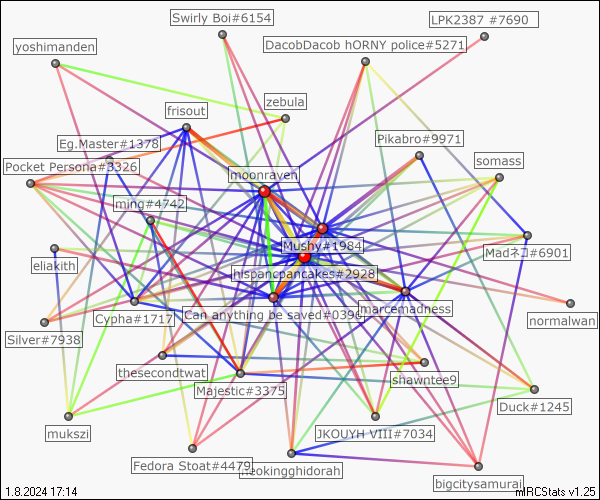 Swirly Boi#6154
LPK2387 #7690
yoshimanden
DacobDacob hORNY police#5271
zebula
frisout
Eg.Master#1378
Pikabro#9971
Pocket Persona#3326
somass
moonraven
ming#4742
Mushy#1984
Madネコ#6901
eliakith
hispancpancakes#2928
Silver#7938
Cypha#1717
Can anything be saved#0396
marcemadness
normalwan
thesecondtwat
shawntee9
Majestic#3375
Duck#1245
mukszi
JKOUYH VIII#7034
Fedora Stoat#4479
neokingghidorah
bigcitysamurai
1.8.2024 17:14
mIRCStats v1.25